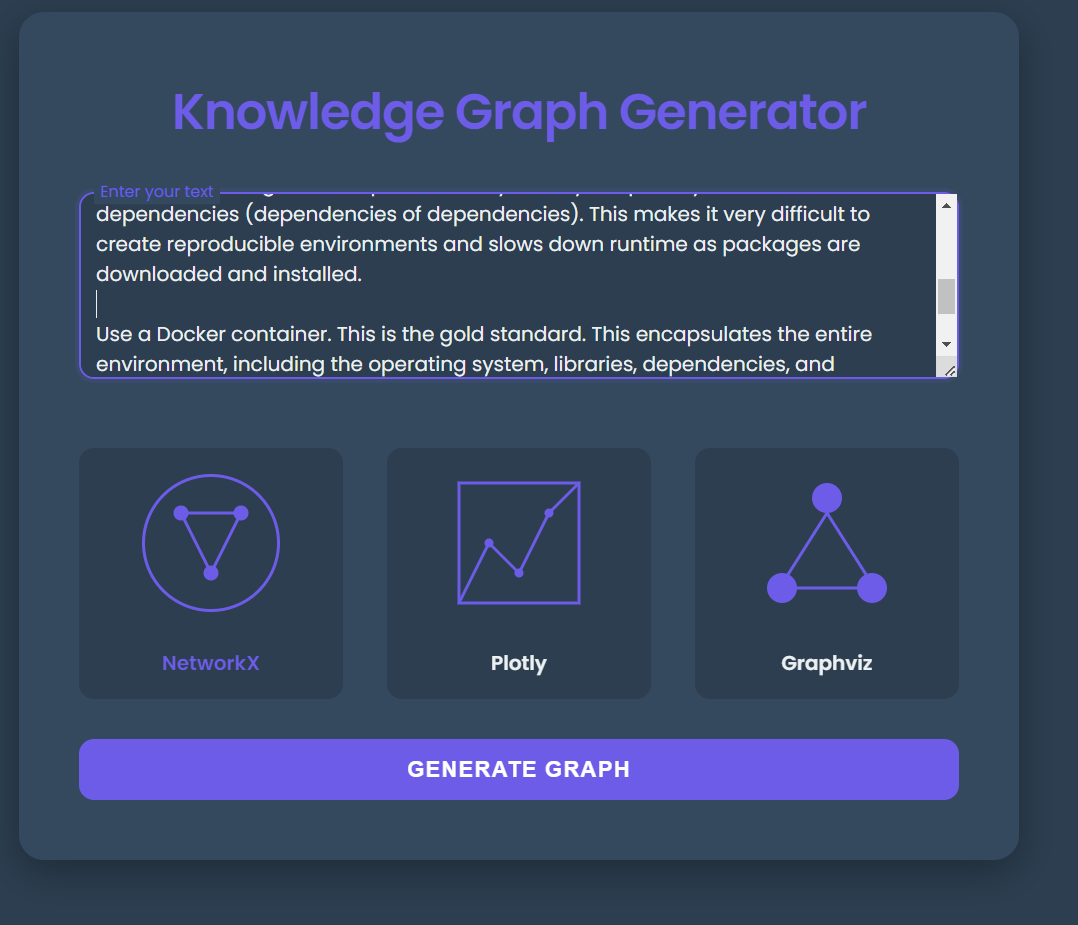 Knowledge Graph Generator
Enter your text
dependencies (dependencies of dependencies). This makes it very difficult to
create reproducible environments and slows down runtime as packages are
downloaded and installed.
Use a Docker container. This is the gold standard. This encapsulates the entire
environment, including the operating system, libraries, dependencies, and
NetworkX
Plotly
Graphviz
GENERATE GRAPH